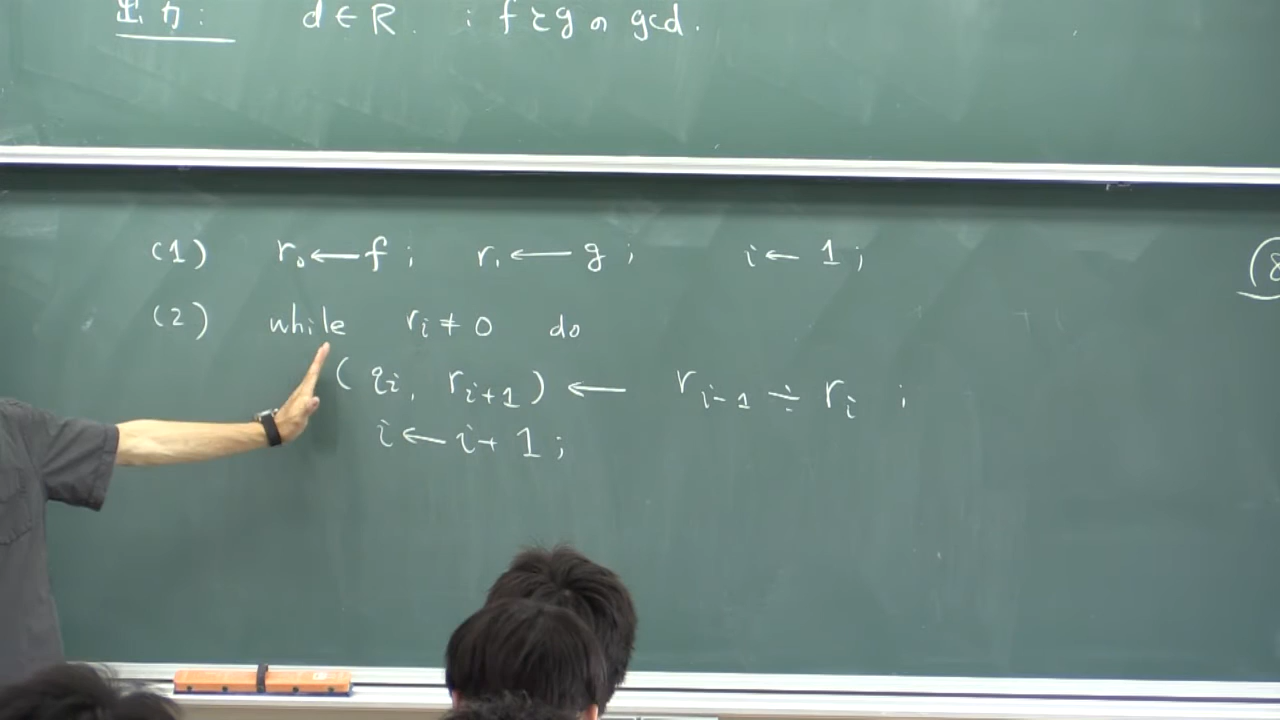 出力: d ∈ R. ; f と g の gcd.
(1) r₀ ← f ; r₁ ← g ; i ← 1 ;
(2) while rᵢ ≠ 0 do
(qᵢ, rᵢ₊₁) ← rᵢ₋₁ ÷ rᵢ ;
i ← i + 1 ;